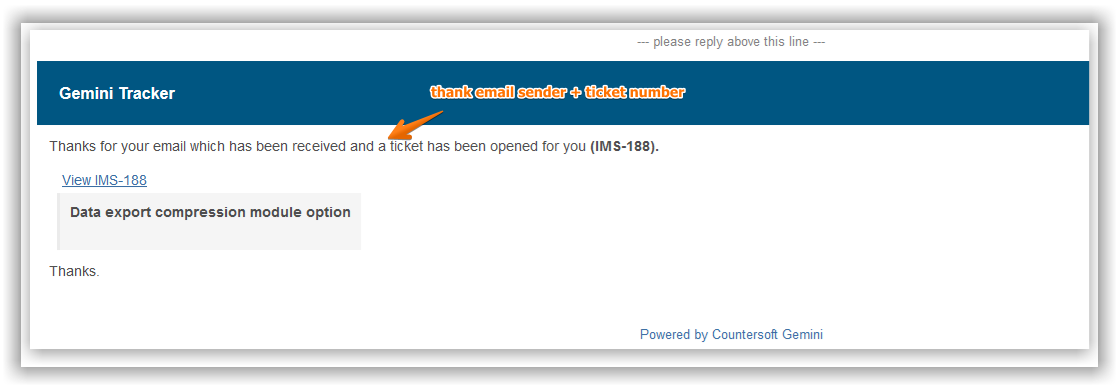 --- please reply above this line ---
Gemini Tracker
thank email sender + ticket number
Thanks for your email which has been received and a ticket has been opened for you (IMS-188).
View IMS-188
Data export compression module option
Thanks.
Powered by Countersoft Gemini